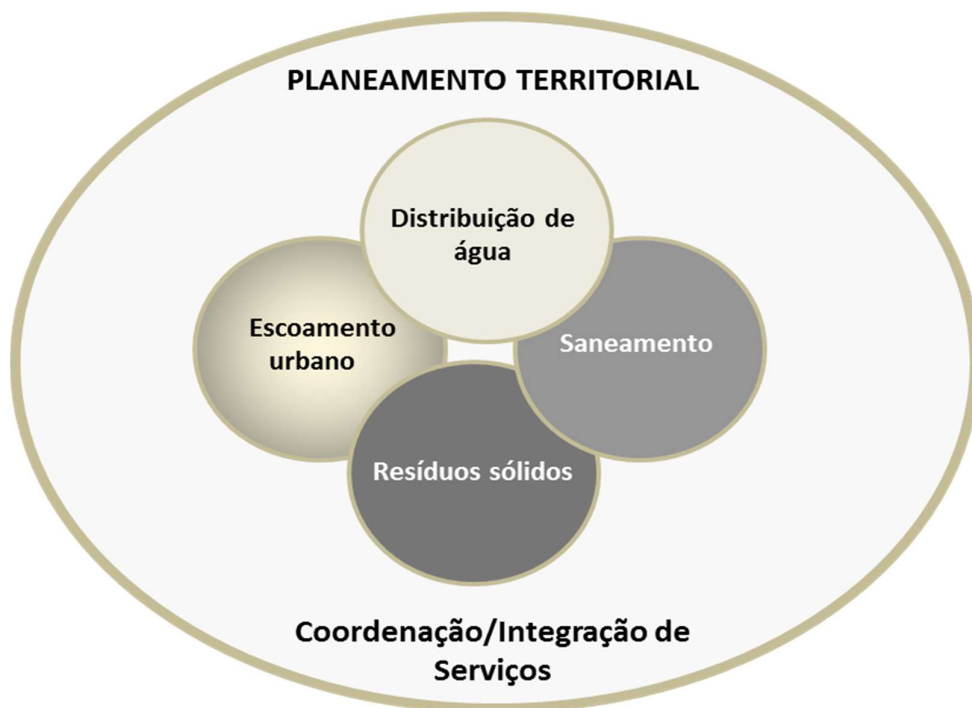 PLANEAMENTO TERRITORIAL
Distribuição de
água
Escoamento
urbano
Saneamento
Resíduos sólidos
Coordenação/Integração de
Serviços